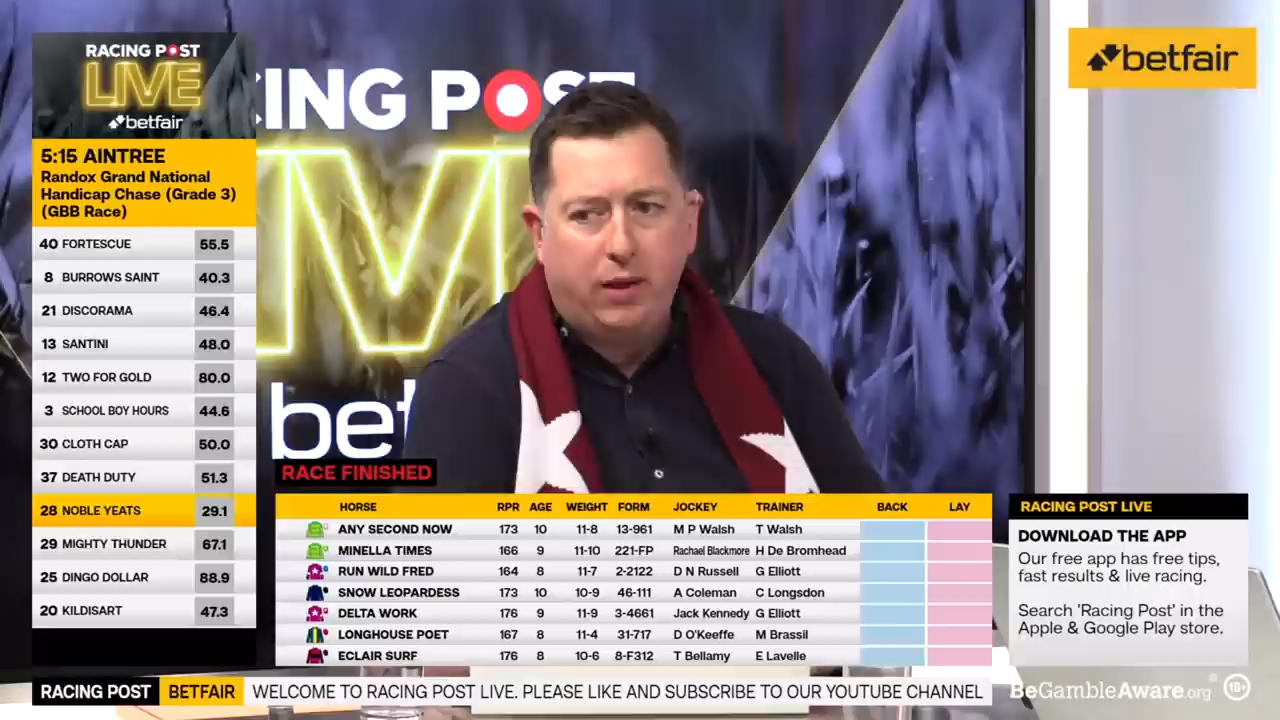 RACING POST
LIVE
betfair
5:15 AINTREE
Randox Grand National
Handicap Chase (Grade 3)
(GBB Race)
40 FORTESCUE 55.5
8 BURROWS SAINT 40.3
21 DISCORAMA 46.4
13 SANTINI 48.0
12 TWO FOR GOLD 80.0
3 SCHOOL BOY HOURS 44.6
30 CLOTH CAP 50.0
37 DEATH DUTY 51.3
28 NOBLE YEATS 29.1
29 MIGHTY THUNDER 67.1
25 DINGO DOLLAR 88.9
20 KILDISART 47.3
CING POST
bet
betfair
RACE FINISHED
HORSE RPR AGE WEIGHT FORM JOCKEY TRAINER BACK LAY
ANY SECOND NOW 173 10 11-8 13-961 M P Walsh T Walsh
MINELLA TIMES 166 9 11-10 221-FP Rachael Blackmore H De Bromhead
RUN WILD FRED 164 8 11-7 2-2122 D N Russell G Elliott
SNOW LEOPARDESS 173 10 10-9 46-111 A Coleman C Longsdon
DELTA WORK 176 9 11-9 3-4661 Jack Kennedy G Elliott
LONGHOUSE POET 167 8 11-4 31-717 D O'Keeffe M Brassil
ECLAIR SURF 176 8 10-6 8-F312 T Bellamy E Lavelle
RACING POST LIVE
DOWNLOAD THE APP
Our free app has free tips,
fast results & live racing.
Search 'Racing Post' in the
Apple & Google Play store.
RACING POST BETFAIR WELCOME TO RACING POST LIVE. PLEASE LIKE AND SUBSCRIBE TO OUR YOUTUBE CHANNEL
BeGambleAware.org 18+